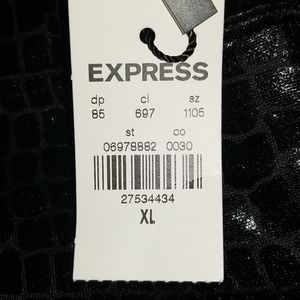 EXPRESS
dp cl sz
85 697 1105
st co
06978882 0030
27534434
XL